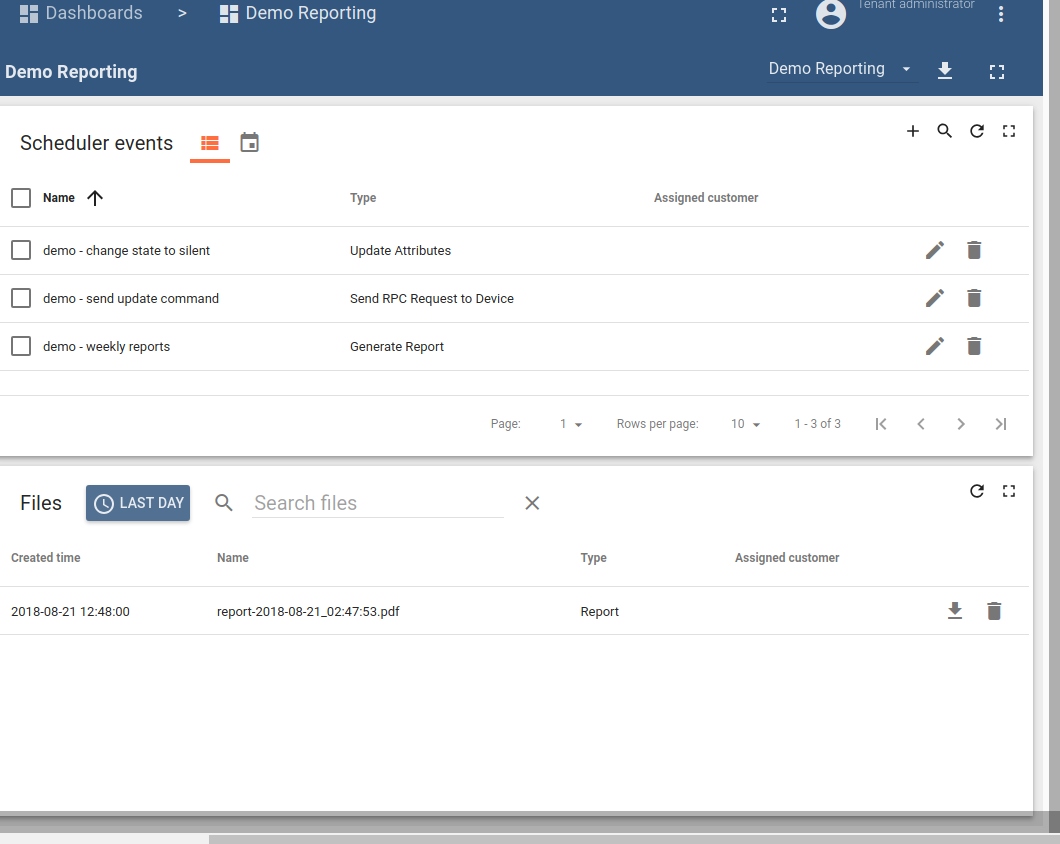 Dashboards > Demo Reporting
Tenant administrator
Demo Reporting
Demo Reporting
Scheduler events
Name Type Assigned customer
demo - change state to silent Update Attributes
demo - send update command Send RPC Request to Device
demo - weekly reports Generate Report
Page: 1 Rows per page: 10 1 - 3 of 3
Files LAST DAY Search files
Created time Name Type Assigned customer
2018-08-21 12:48:00 report-2018-08-21_02:47:53.pdf Report